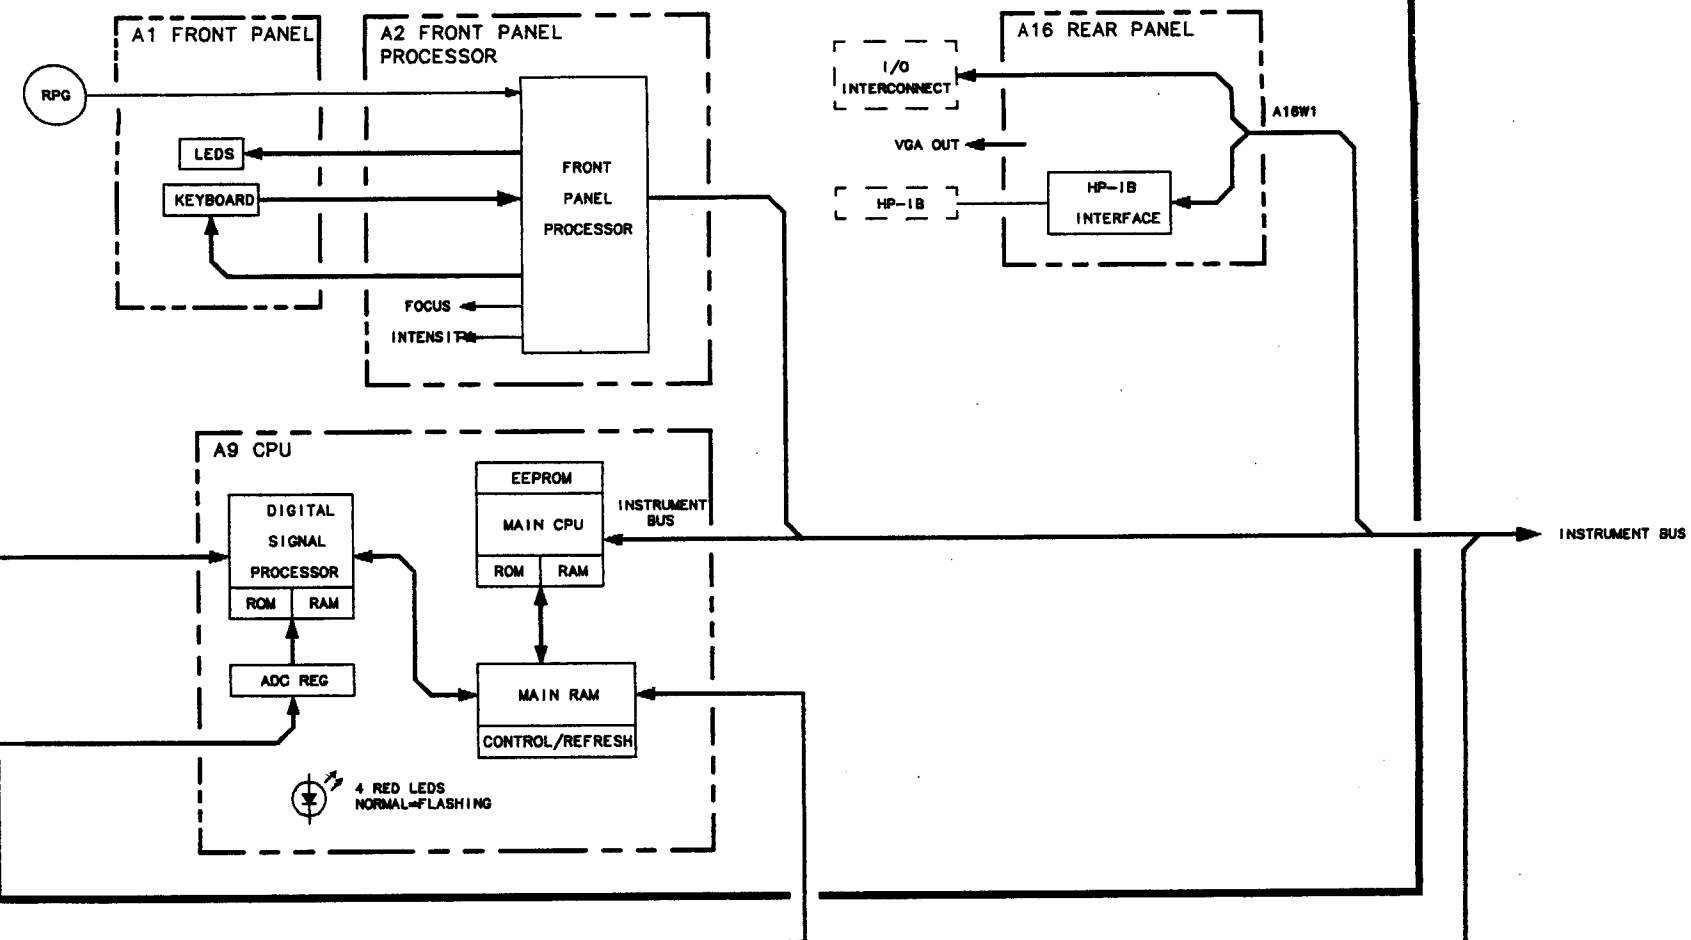 A1 FRONT PANEL
A2 FRONT PANEL
PROCESSOR
A16 REAR PANEL
RPG
I/O
INTERCONNECT
A16W1
LEDS
VGA OUT
FRONT
PANEL
PROCESSOR
KEYBOARD
HP-IB
HP-IB
INTERFACE
FOCUS
INTENSITY
A9 CPU
EEPROM
DIGITAL
SIGNAL
PROCESSOR
MAIN CPU
INSTRUMENT
BUS
INSTRUMENT BUS
ROM RAM
ROM RAM
ADC REG
MAIN RAM
CONTROL/REFRESH
4 RED LEDS
NORMAL=FLASHING